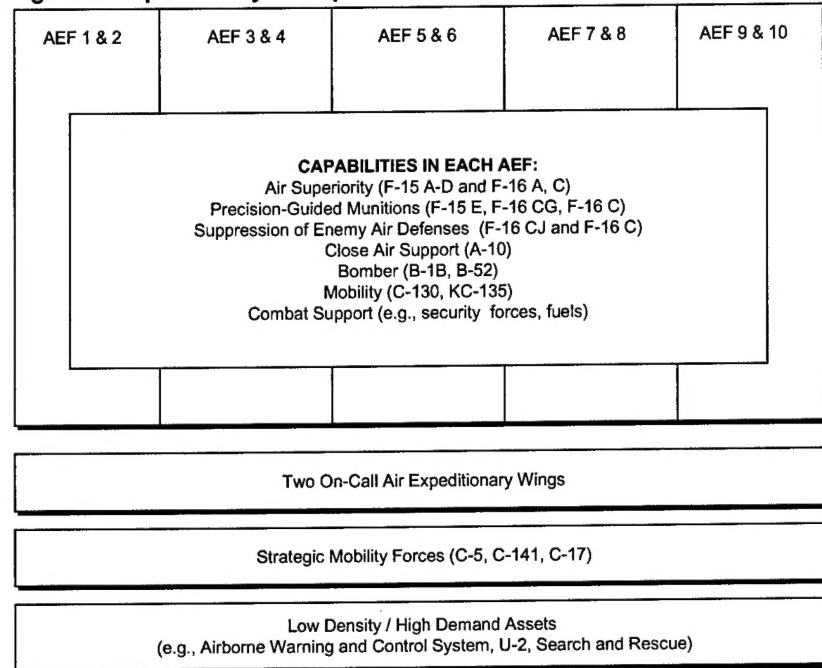 AEF 1 & 2 AEF 3 & 4 AEF 5 & 6 AEF 7 & 8 AEF 9 & 10
CAPABILITIES IN EACH AEF:
Air Superiority (F-15 A-D and F-16 A, C)
Precision-Guided Munitions (F-15 E, F-16 CG, F-16 C)
Suppression of Enemy Air Defenses (F-16 CJ and F-16 C)
Close Air Support (A-10)
Bomber (B-1B, B-52)
Mobility (C-130, KC-135)
Combat Support (e.g., security forces, fuels)
Two On-Call Air Expeditionary Wings
Strategic Mobility Forces (C-5, C-141, C-17)
Low Density / High Demand Assets
(e.g., Airborne Warning and Control System, U-2, Search and Rescue)